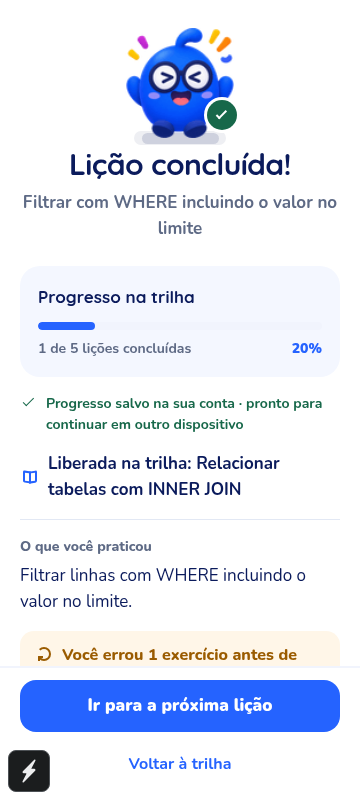 Lição concluída!
Filtrar com WHERE incluindo o valor no
limite
Progresso na trilha
1 de 5 lições concluídas
20%
Progresso salvo na sua conta · pronto para
continuar em outro dispositivo
Liberada na trilha: Relacionar
tabelas com INNER JOIN
O que você praticou
Filtrar linhas com WHERE incluindo o
valor no limite.
Você errou 1 exercício antes de
Ir para a próxima lição
Voltar à trilha